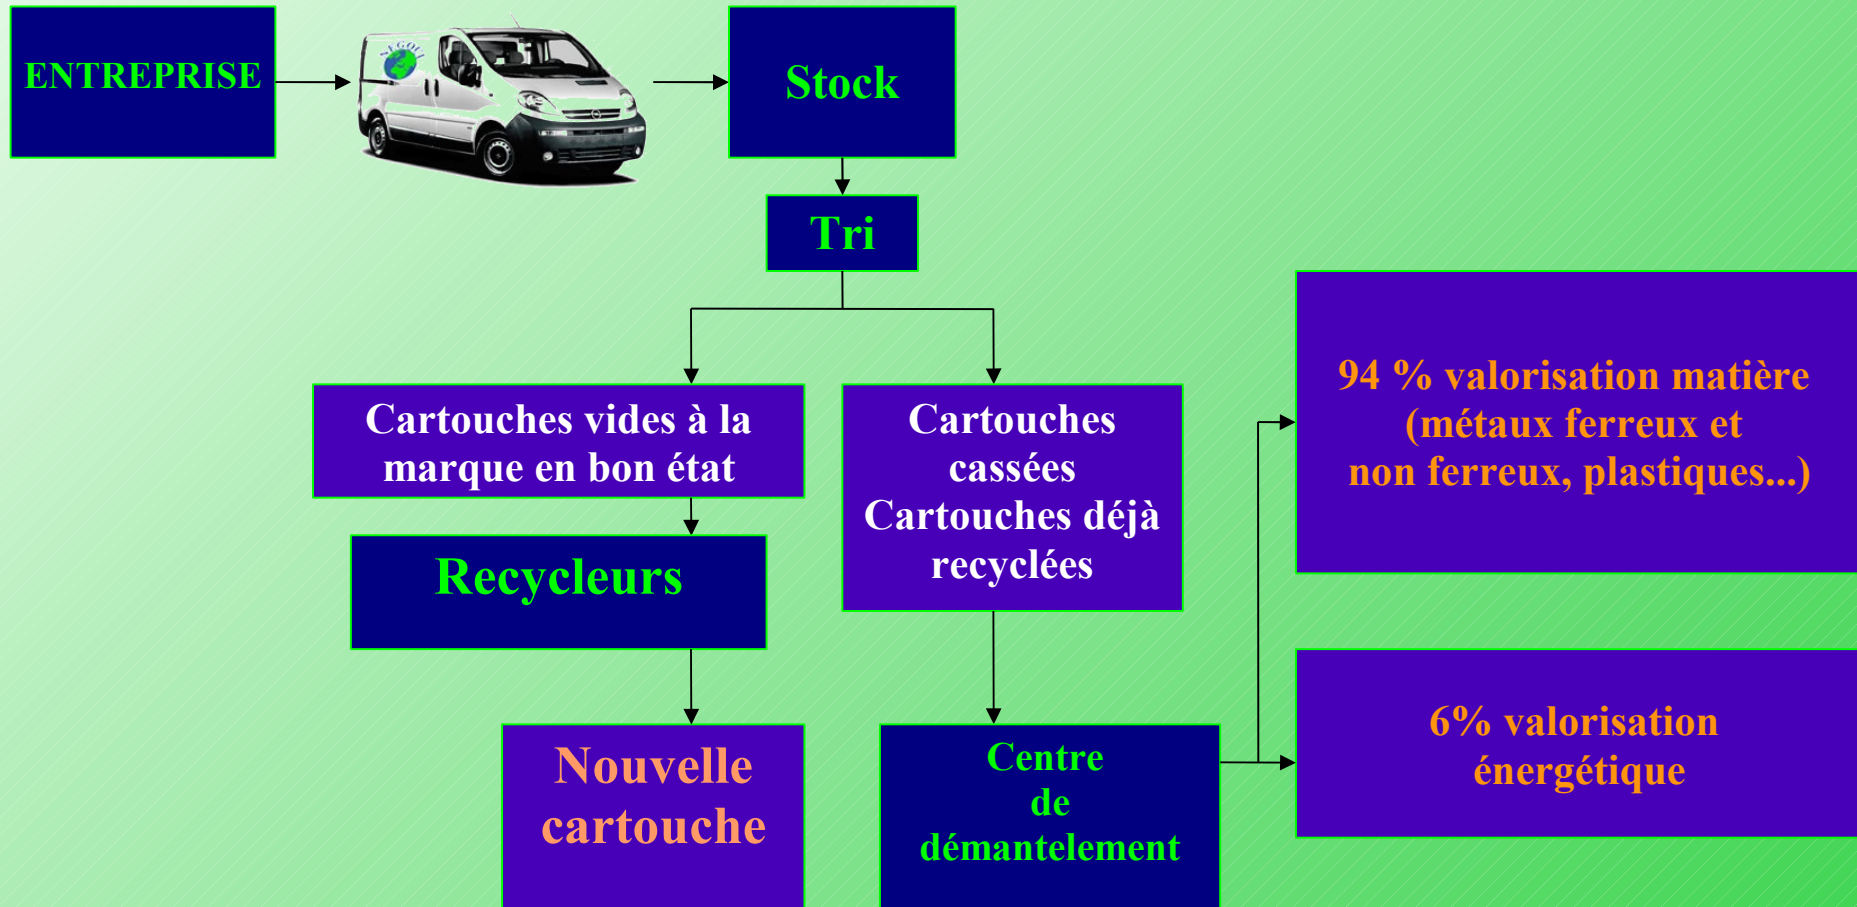 ENTREPRISE
Stock
Tri
Cartouches vides à la
marque en bon état
Cartouches
cassées
Cartouches déjà
recyclées
Recycleurs
Nouvelle
cartouche
Centre
de
démantelement
94 % valorisation matière
(métaux ferreux et
non ferreux, plastiques...)
6% valorisation
énergétique